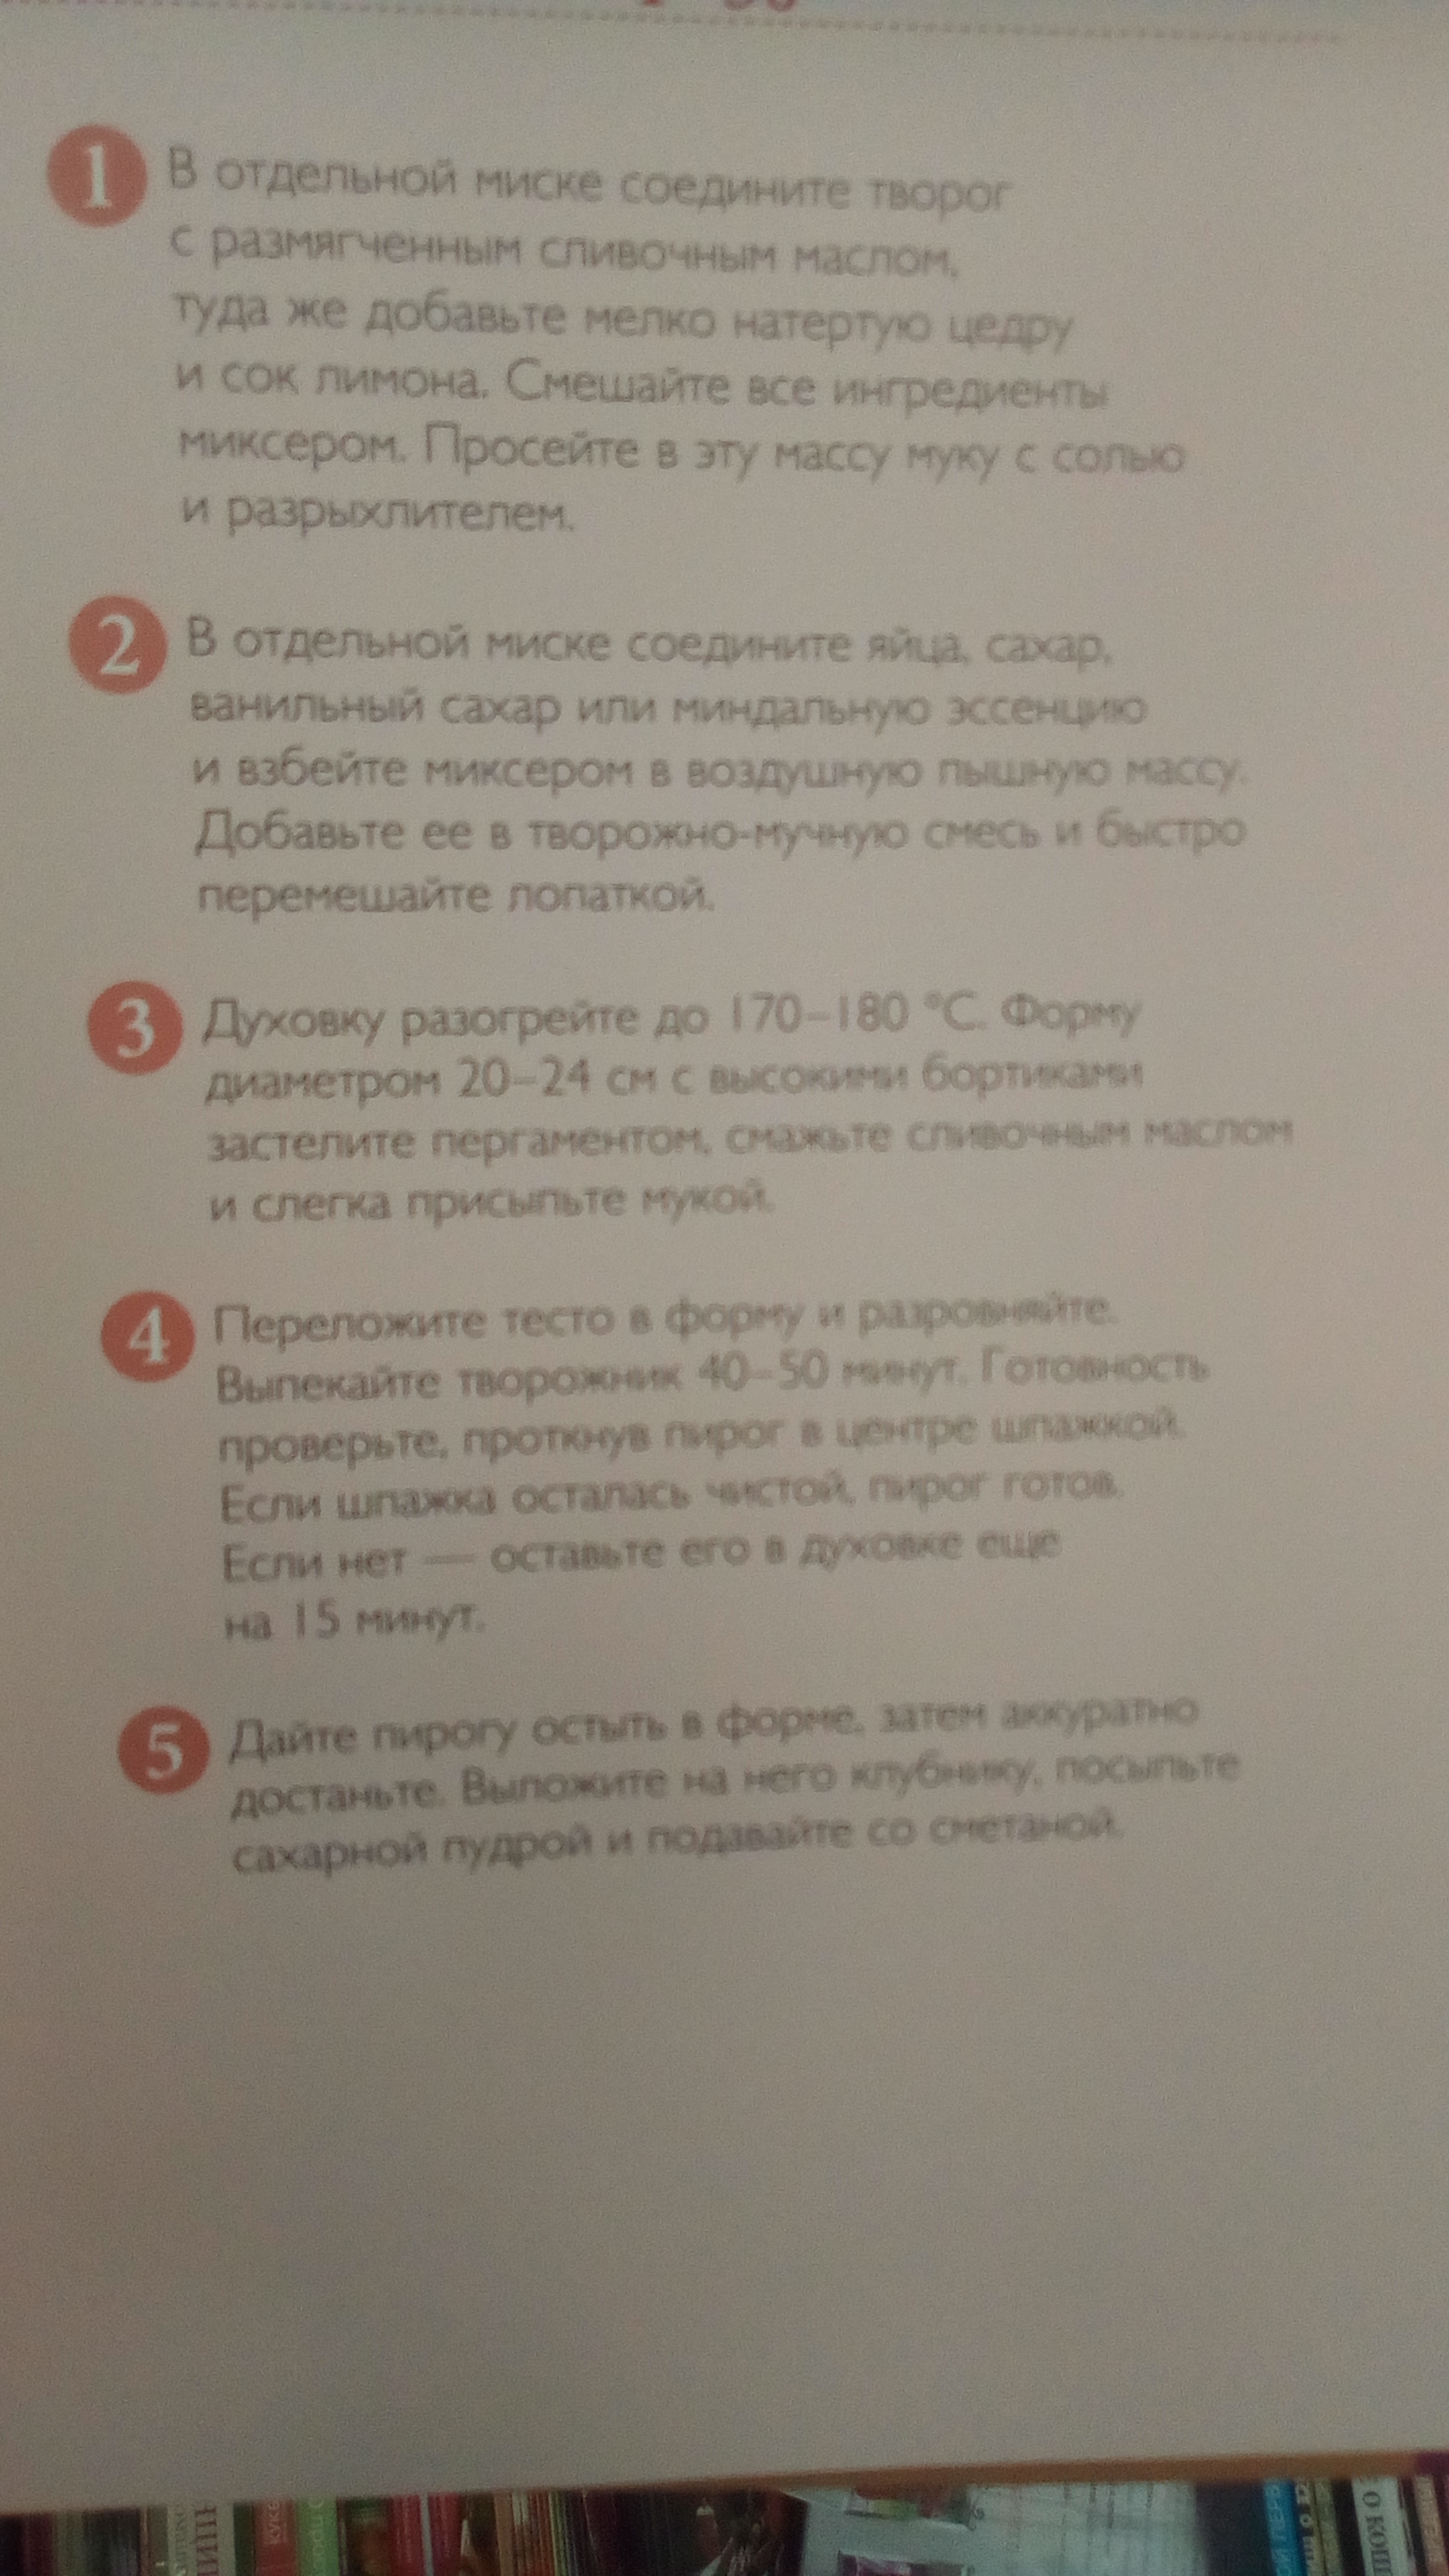 1 В отдельной миске соедините творог
с размягченным сливочным маслом,
туда же добавьте мелко натертую цедру
и сок лимона. Смешайте все ингредиенты
миксером. Просейте в эту массу муку с солью
и разрыхлителем.
2 В отдельной миске соедините яйца, сахар,
ванильный сахар или миндальную эссенцию
и взбейте миксером в воздушную пышную массу.
Добавьте ее в творожно-мучную смесь и быстро
перемешайте лопаткой.
3 Духовку разогрейте до 170–180 °С. Форму
диаметром 20–24 см с высокими бортиками
застелите пергаментом, смажьте сливочным маслом
и слегка присыпьте мукой.
4 Переложите тесто в форму и разровняйте.
Выпекайте творожник 40–50 минут. Готовность
проверьте, проткнув пирог в центре шпажкой.
Если шпажка осталась чистой, пирог готов.
Если нет — оставьте его в духовке еще
на 15 минут.
5 Дайте пирогу остыть в форме, затем аккуратно
достаньте. Выложите на него клубнику, посыпьте
сахарной пудрой и подавайте со сметаной.